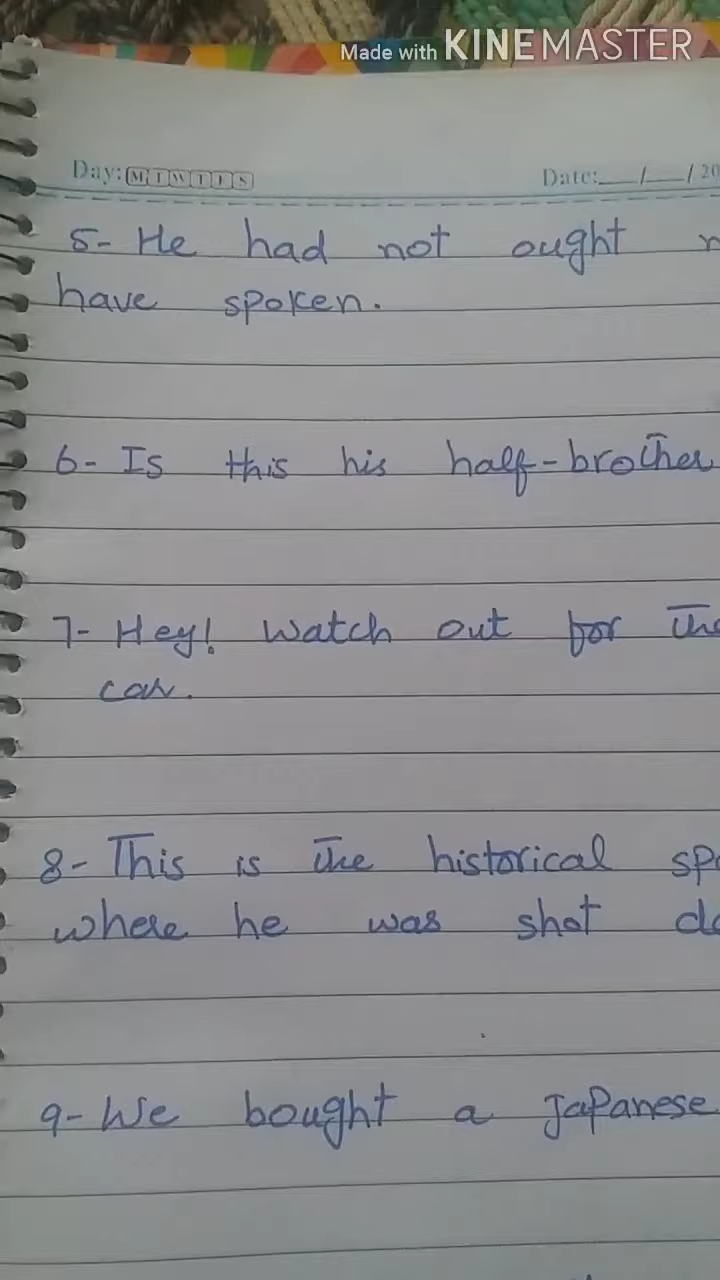 Made with KINEMASTER
Day: M T W T F S
Date:__/__/20
5- He had not ought
have spoken.
6- Is this his half-brother
7- Hey! Watch out for the
car.
8- This is the historical
where he was shot
9- We bought a Japanese